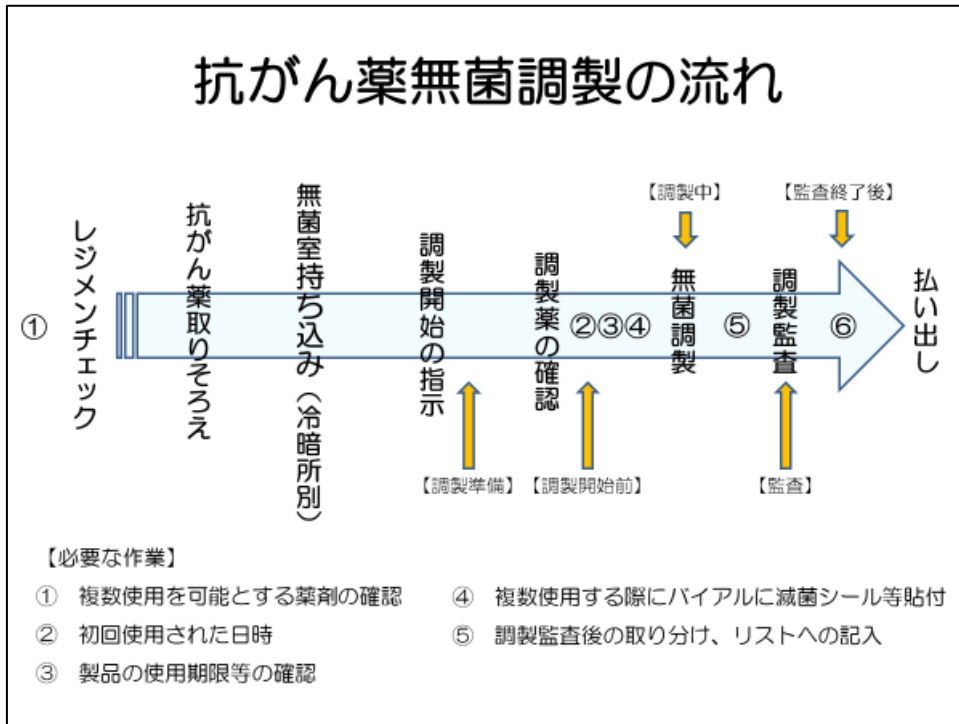 抗がん薬無菌調製の流れ
①
レジメンチェック
抗がん薬取りそろえ
無菌室持ち込み（冷暗所別）
調製開始の指示
【調製準備】
調製薬の確認
【調製開始前】
②③④
【調製中】
無菌調製
⑤
調製監査
【監査】
【監査終了後】
⑥
払い出し
【必要な作業】
① 複数使用を可能とする薬剤の確認
② 初回使用された日時
③ 製品の使用期限等の確認
④ 複数使用する際にバイアルに滅菌シール等貼付
⑤ 調製監査後の取り分け、リストへの記入